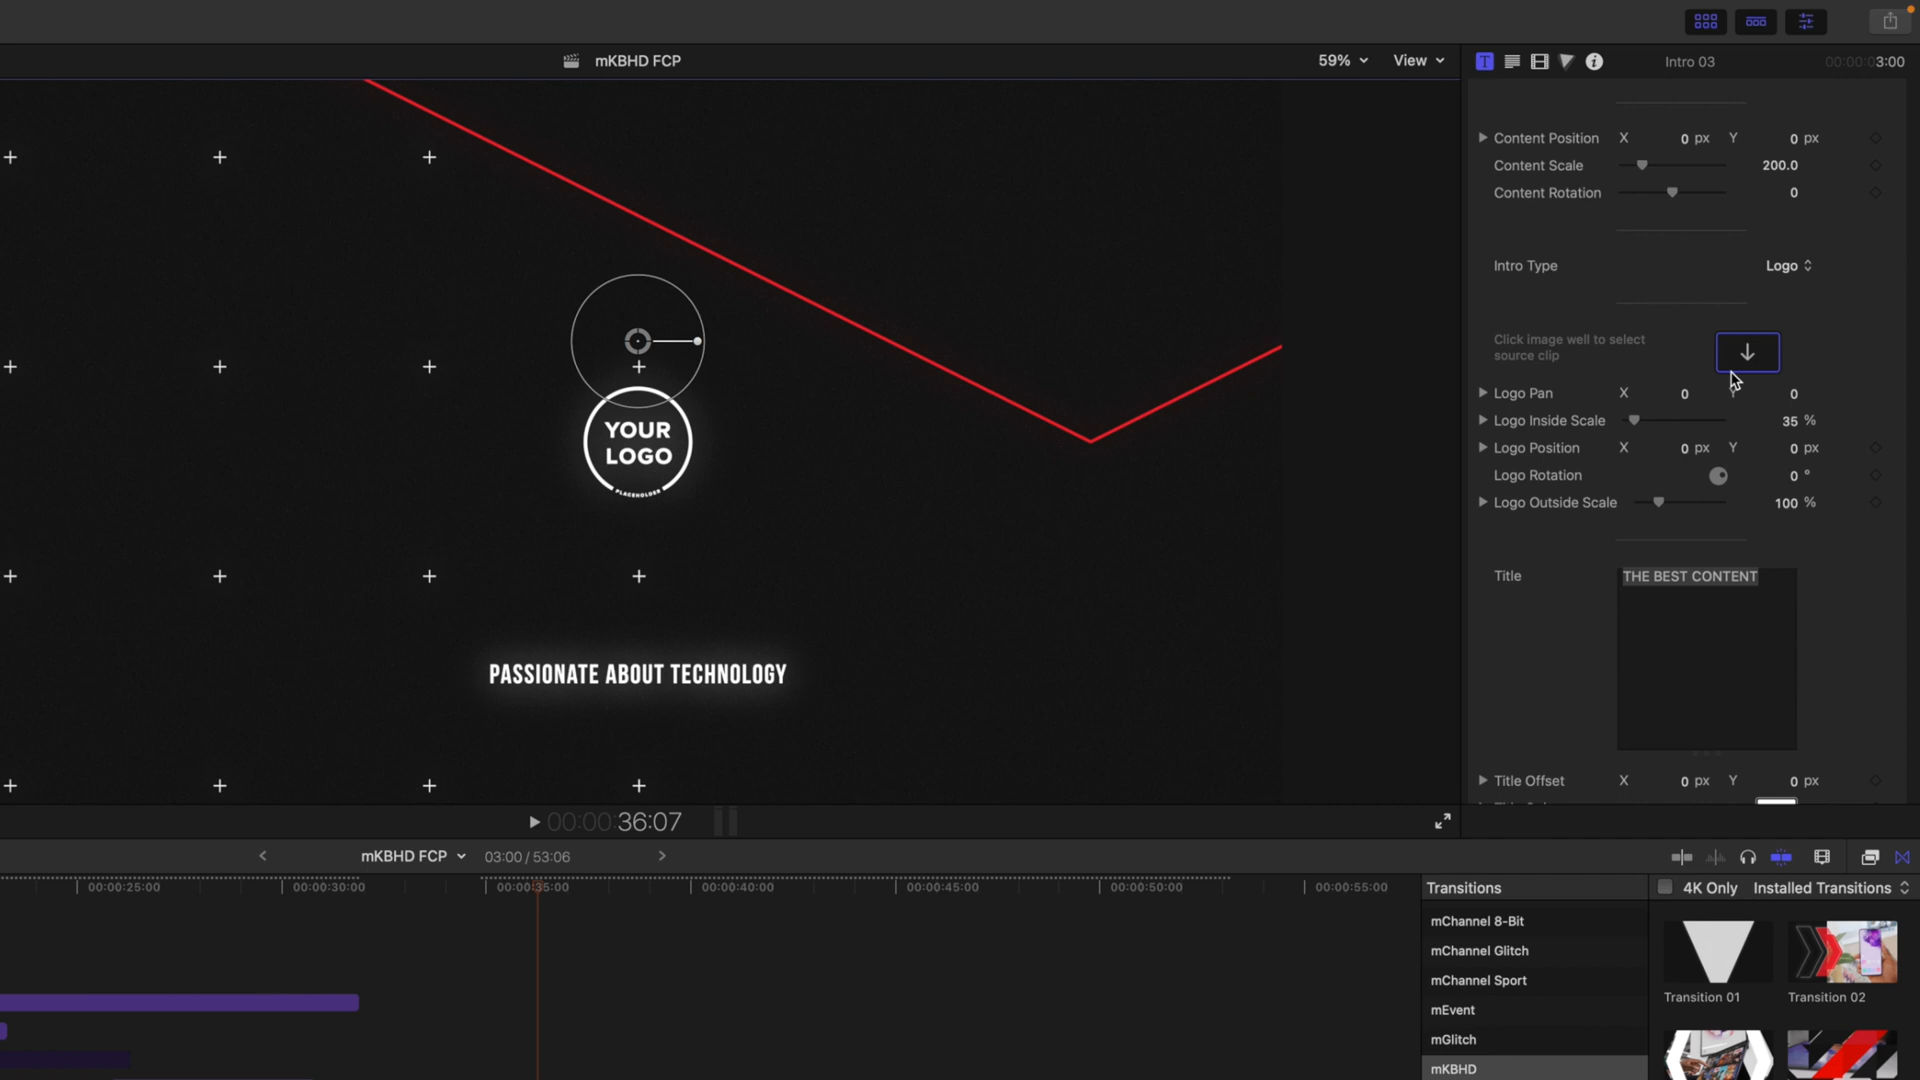 mKBHD FCP
59%
View
T
i
Intro 03
00:00:03:00
Content Position X 0 px Y 0 px
Content Scale 200.0
Content Rotation 0
Intro Type Logo
Click image well to select
source clip
Logo Pan X 0 Y 0
Logo Inside Scale 35 %
Logo Position X 0 px Y 0 px
Logo Rotation 0 °
Logo Outside Scale 100 %
Title THE BEST CONTENT
Title Offset X 0 px Y 0 px
YOUR
LOGO
PLACEHOLDER
PASSIONATE ABOUT TECHNOLOGY
00:00:36:07
mKBHD FCP 03:00 / 53:06
00:00:25:00 00:00:30:00 00:00:35:00 00:00:40:00 00:00:45:00 00:00:50:00 00:00:55:00
Transitions
4K Only Installed Transitions
mChannel 8-Bit
mChannel Glitch
mChannel Sport
mEvent
mGlitch
mKBHD
Transition 01 Transition 02